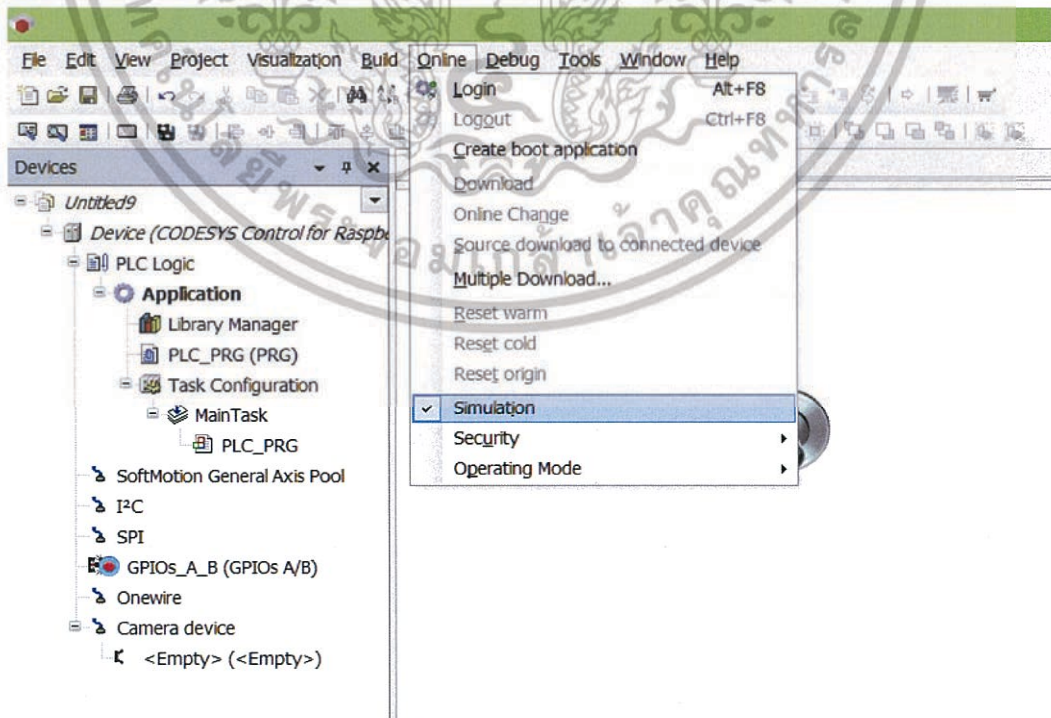 File Edit View Project Visualization Build Online Debug Tools Window Help
Login Alt+F8
Logout Ctrl+F8
Create boot application
Download
Online Change
Source download to connected device
Multiple Download...
Reset warm
Reset cold
Reset origin
Simulation
Security
Operating Mode
Devices
Untitled9
Device (CODESYS Control for Raspbe
PLC Logic
Application
Library Manager
PLC_PRG (PRG)
Task Configuration
MainTask
PLC_PRG
SoftMotion General Axis Pool
I²C
SPI
GPIOs_A_B (GPIOs A/B)
Onewire
Camera device
<Empty> (<Empty>)